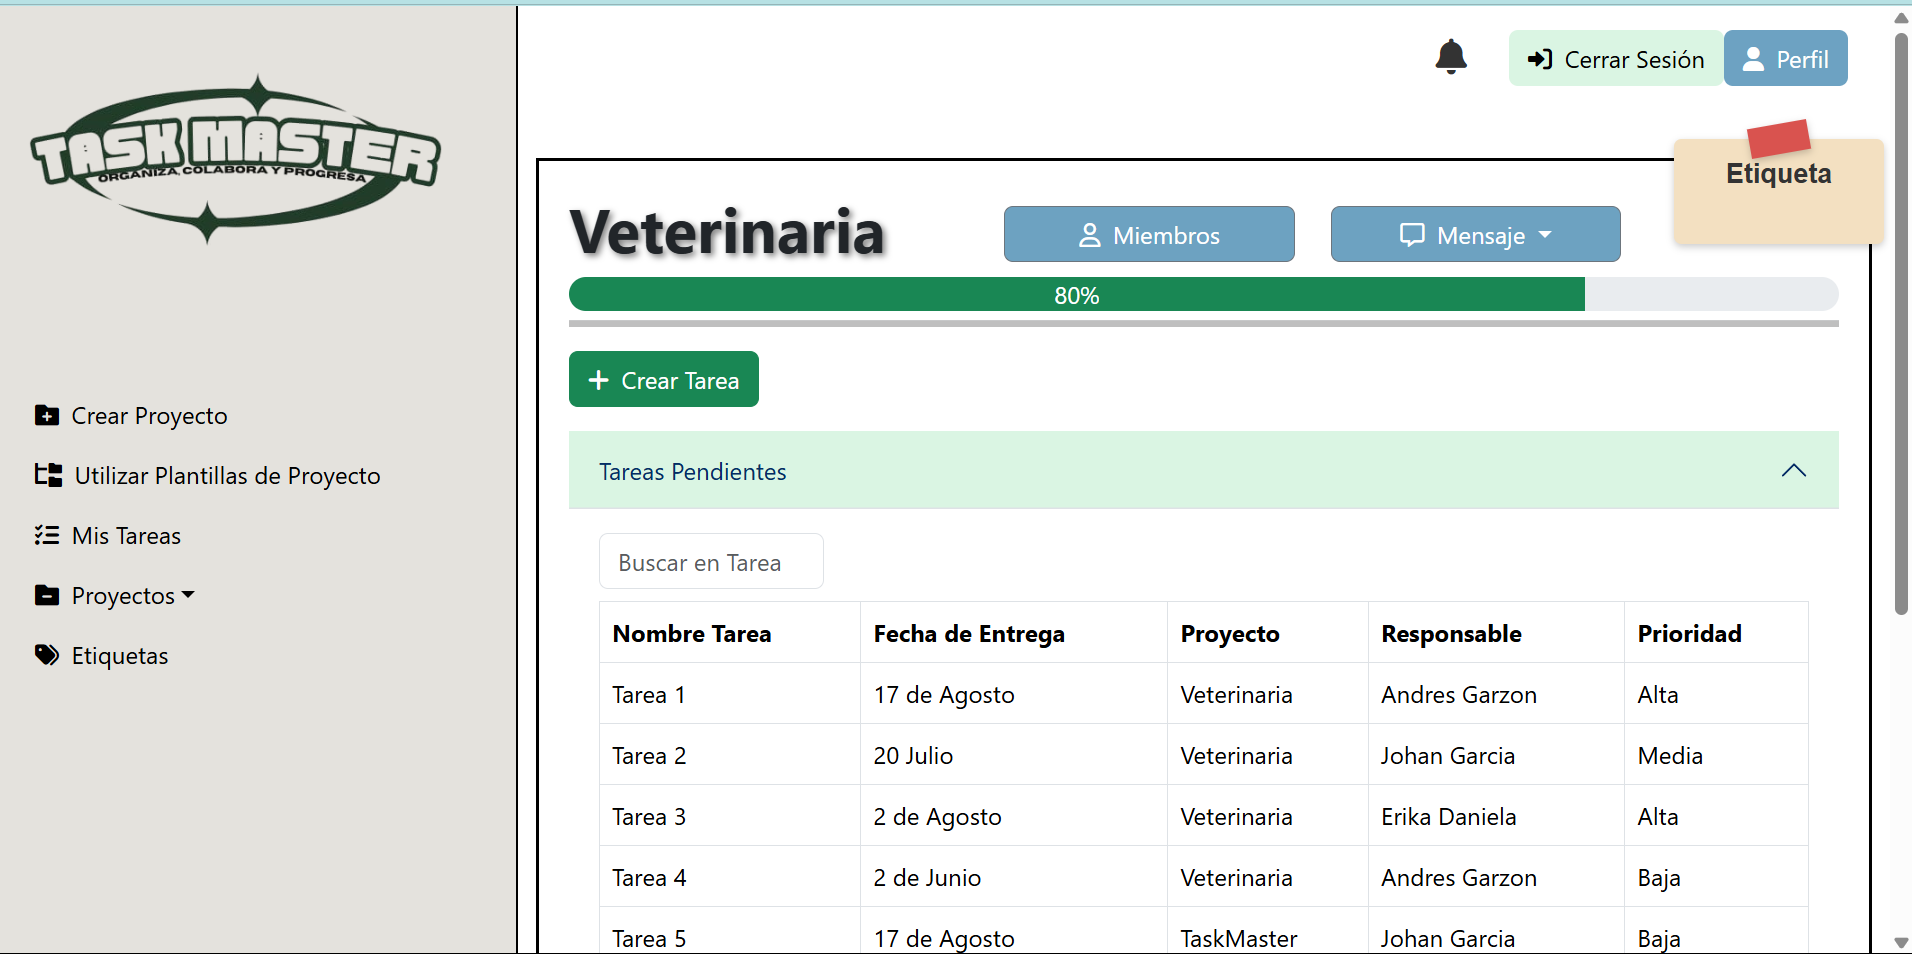 TASK MASTER
ORGANIZA, COLABORA Y PROGRESA
Crear Proyecto
Utilizar Plantillas de Proyecto
Mis Tareas
Proyectos
Etiquetas
Cerrar Sesión
Perfil
Etiqueta
Veterinaria
Miembros
Mensaje
80%
Crear Tarea
Tareas Pendientes
Buscar en Tarea
Nombre Tarea Fecha de Entrega Proyecto Responsable Prioridad
Tarea 1 17 de Agosto Veterinaria Andres Garzon Alta
Tarea 2 20 Julio Veterinaria Johan Garcia Media
Tarea 3 2 de Agosto Veterinaria Erika Daniela Alta
Tarea 4 2 de Junio Veterinaria Andres Garzon Baja
Tarea 5 17 de Agosto TaskMaster Johan Garcia Baja